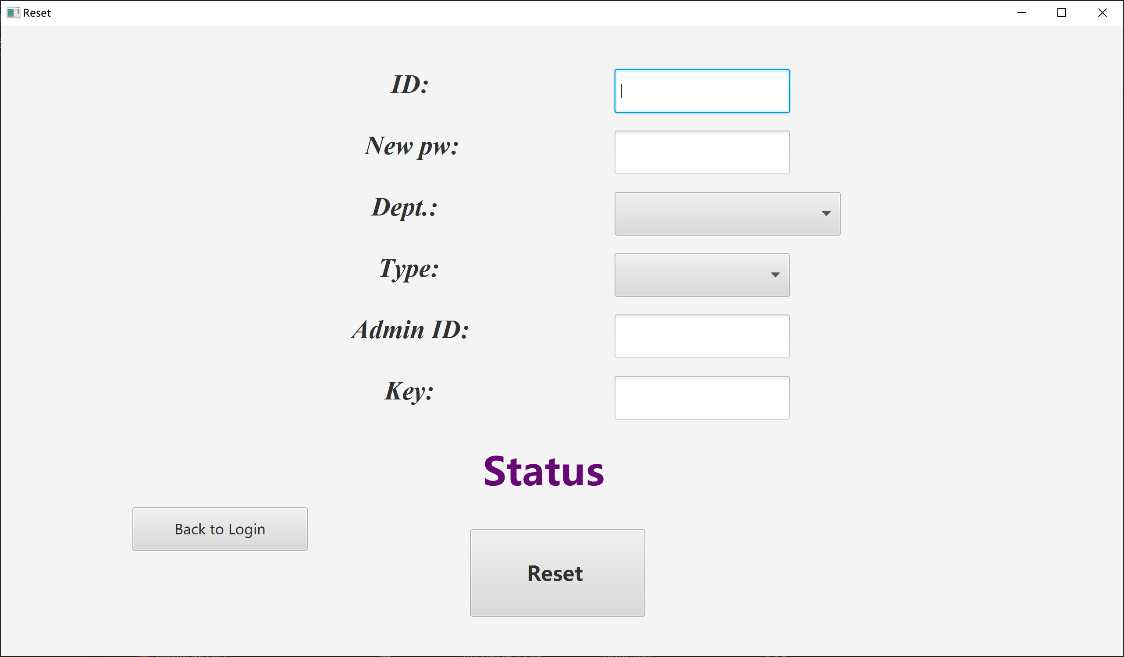 Reset
ID:
New pw:
Dept.:
Type:
Admin ID:
Key:
Status
Back to Login
Reset